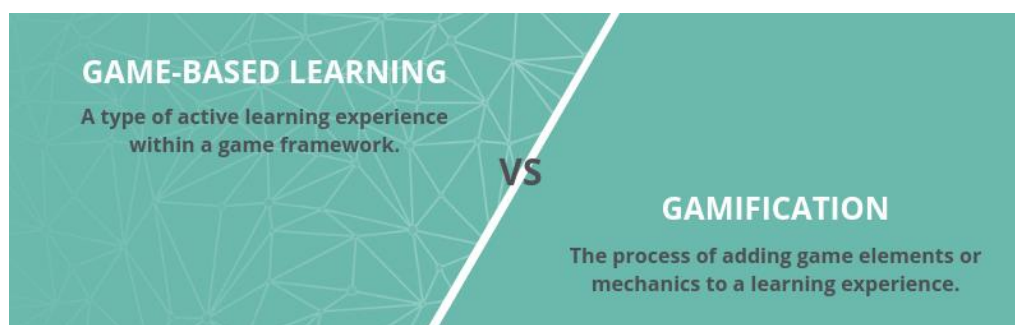 GAME-BASED LEARNING
A type of active learning experience
within a game framework.
VS
GAMIFICATION
The process of adding game elements or
mechanics to a learning experience.